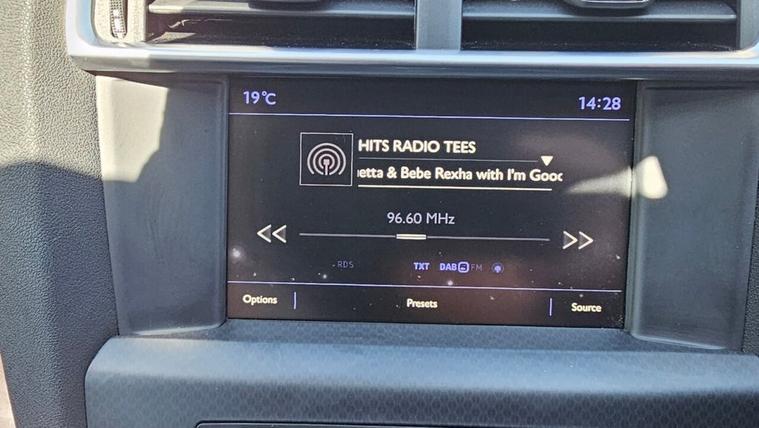 19°C
14:28
HITS RADIO TEES
etta & Bebe Rexha with I'm Good
96.60 MHz
RDS TXT DAB FM
Options Presets Source